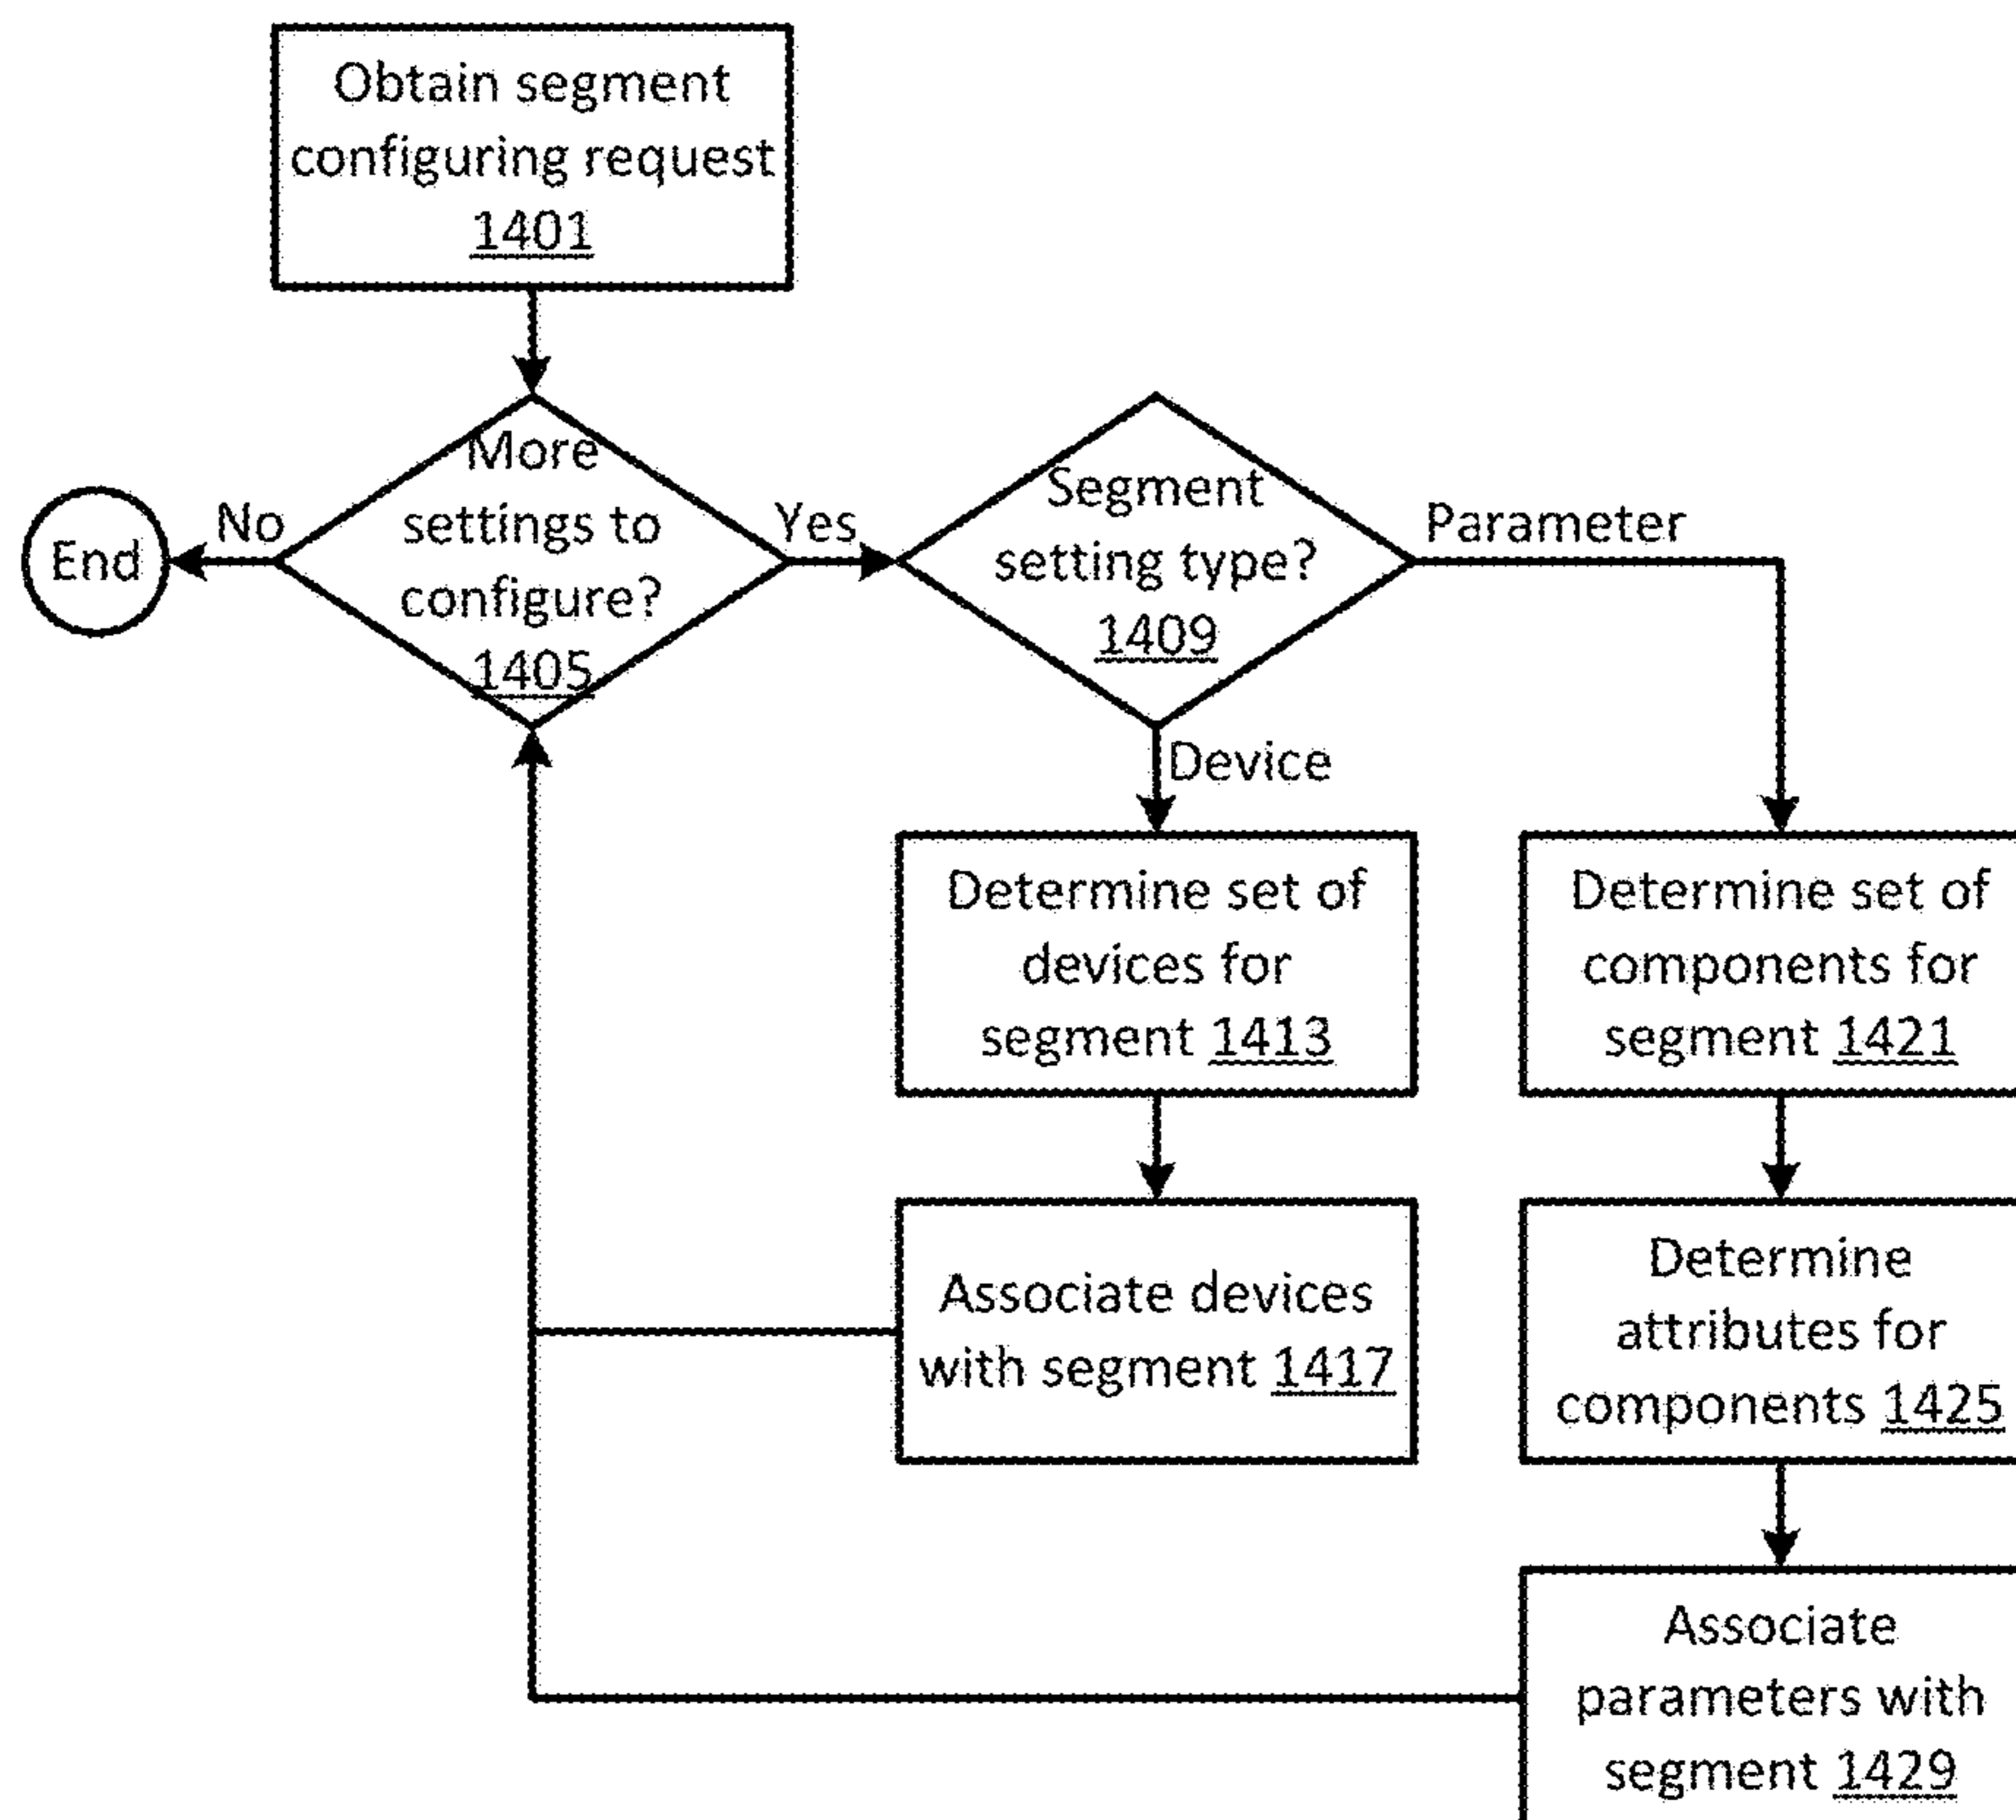 Obtain segment
configuring request
1401
More
settings to
configure?
1405
No
End
Yes
Segment
setting type?
1409
Parameter
Device
Determine set of
devices for
segment 1413
Determine set of
components for
segment 1421
Associate devices
with segment 1417
Determine
attributes for
components 1425
Associate
parameters with
segment 1429